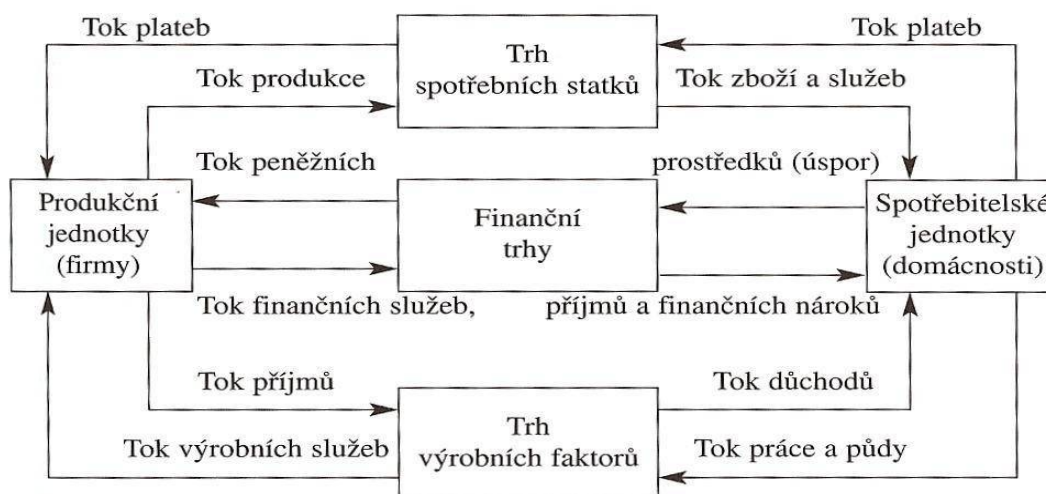 Tok plateb
Trh
spotřebních statků
Tok plateb
Tok produkce
Tok zboží a služeb
Tok peněžních
prostředků (úspor)
Produkční
jednotky
(firmy)
Finanční
trhy
Spotřebitelské
jednotky
(domácnosti)
Tok finančních služeb,
příjmů a finančních nároků
Tok příjmů
Trh
výrobních faktorů
Tok důchodů
Tok výrobních služeb
Tok práce a půdy